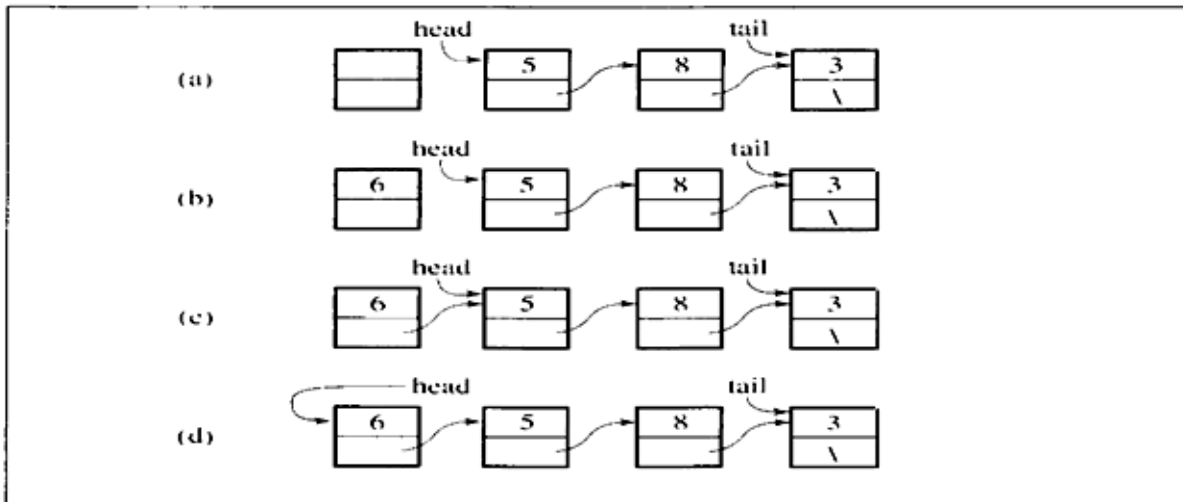 head tail
(a) 5 8 3
\
head tail
(b) 6 5 8 3
\
head tail
(c) 6 5 8 3
\
head tail
(d) 6 5 8 3
\